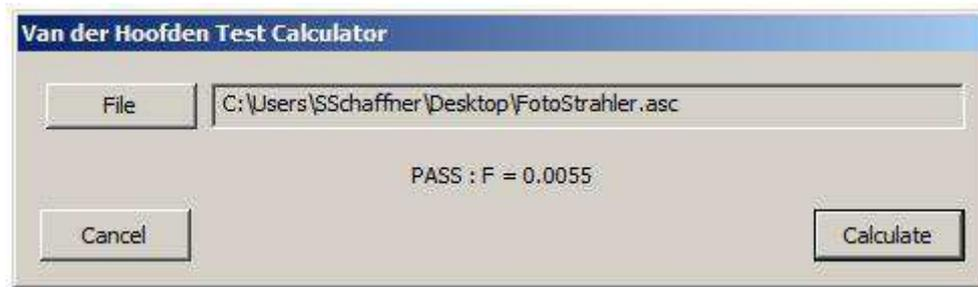 Van der Hoofden Test Calculator
File C:\Users\SSchaffner\Desktop\FotoStrahler.asc
PASS : F = 0.0055
Cancel Calculate